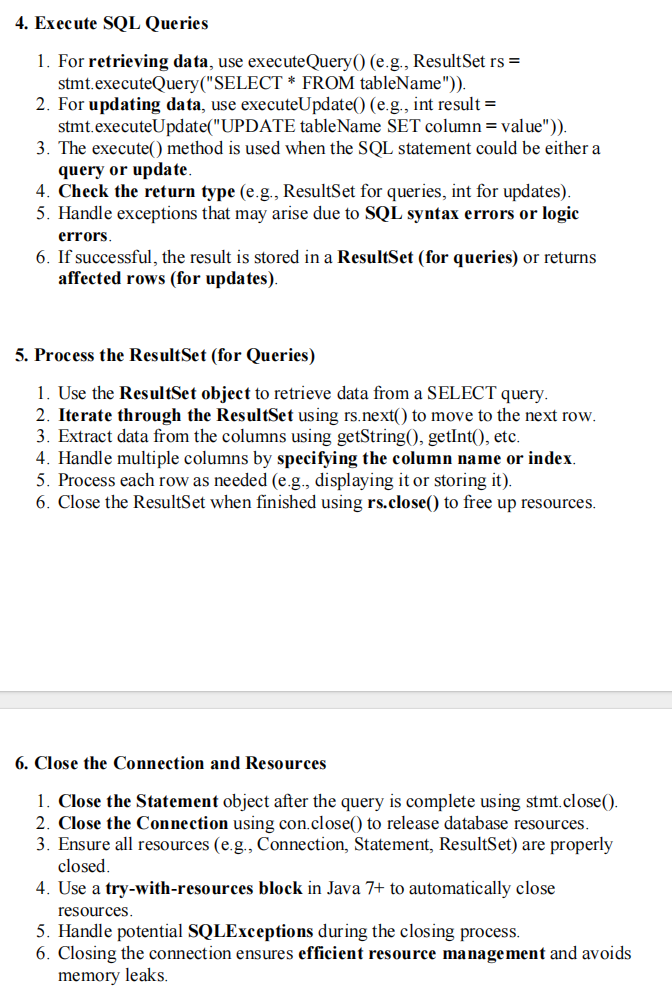 4. Execute SQL Queries
1. For retrieving data, use executeQuery() (e.g., ResultSet rs =
stmt.executeQuery("SELECT * FROM tableName")).
2. For updating data, use executeUpdate() (e.g., int result =
stmt.executeUpdate("UPDATE tableName SET column = value")).
3. The execute() method is used when the SQL statement could be either a
query or update.
4. Check the return type (e.g., ResultSet for queries, int for updates).
5. Handle exceptions that may arise due to SQL syntax errors or logic
errors.
6. If successful, the result is stored in a ResultSet (for queries) or returns
affected rows (for updates).
5. Process the ResultSet (for Queries)
1. Use the ResultSet object to retrieve data from a SELECT query.
2. Iterate through the ResultSet using rs.next() to move to the next row.
3. Extract data from the columns using getString(), getInt(), etc.
4. Handle multiple columns by specifying the column name or index.
5. Process each row as needed (e.g., displaying it or storing it).
6. Close the ResultSet when finished using rs.close() to free up resources.
6. Close the Connection and Resources
1. Close the Statement object after the query is complete using stmt.close().
2. Close the Connection using con.close() to release database resources.
3. Ensure all resources (e.g., Connection, Statement, ResultSet) are properly
closed.
4. Use a try-with-resources block in Java 7+ to automatically close
resources.
5. Handle potential SQLExceptions during the closing process.
6. Closing the connection ensures efficient resource management and avoids
memory leaks.